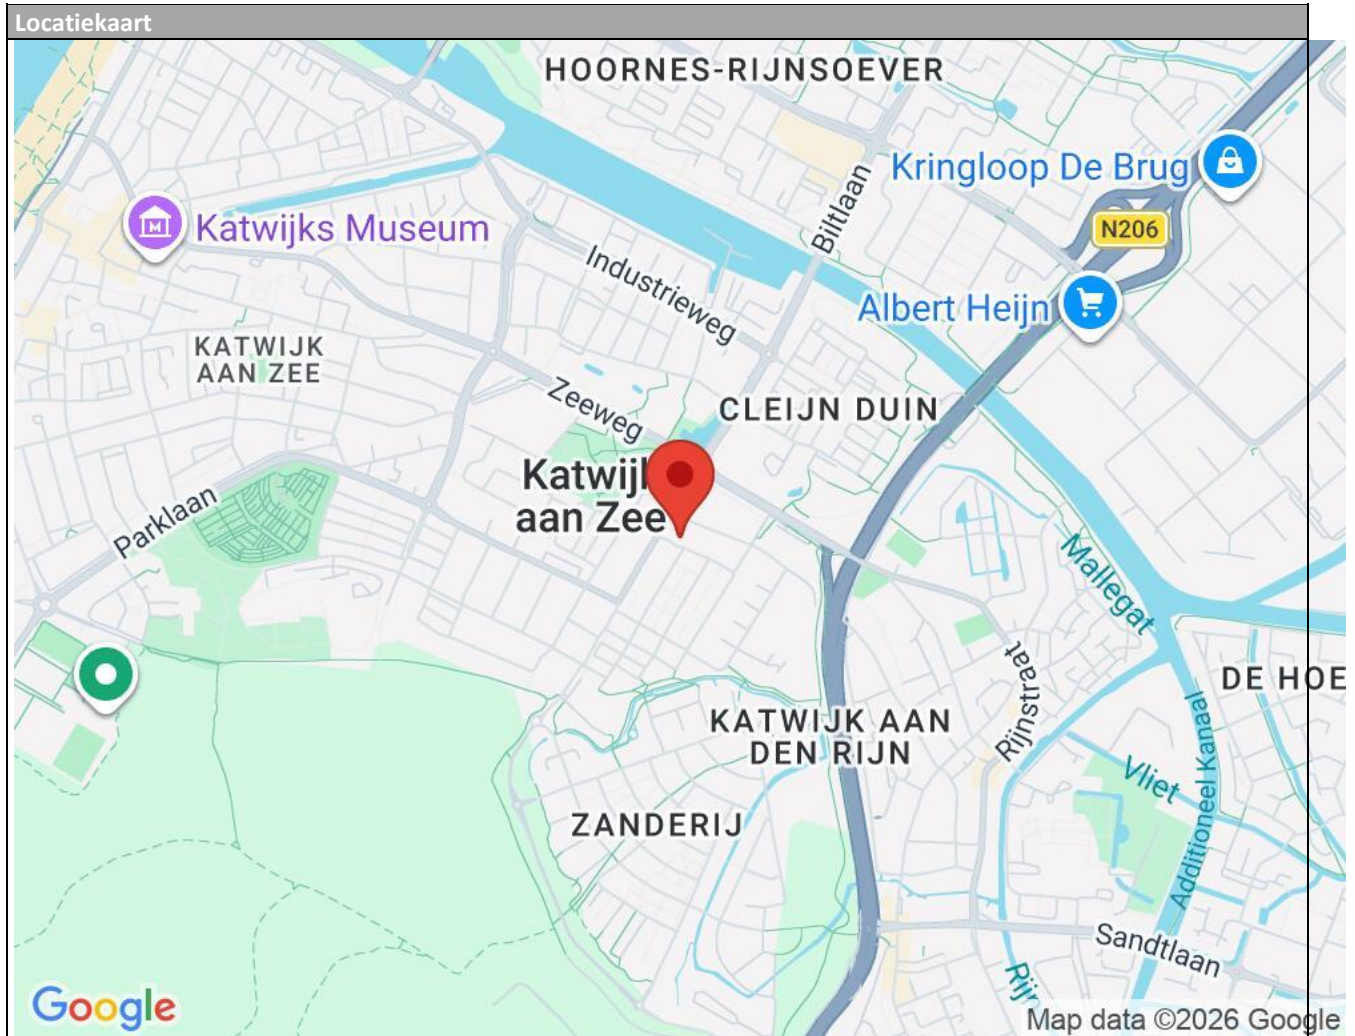 Locatiekaart
HOORNES-RIJNSOEVER
Kringloop De Brug
Biltlaan
N206
Katwijks Museum
Industrieweg
Albert Heijn
KATWIJK
AAN ZEE
Zeeweg
CLEIJN DUIN
Katwijk
aan Zee
Parklaan
Mallegat
Rijnstraat
DE HOE
KATWIJK AAN
DEN RIJN
Vliet
Additioneel Kanaal
ZANDERIJ
Sandtlaan
Rijn
Google
Map data ©2026 Google